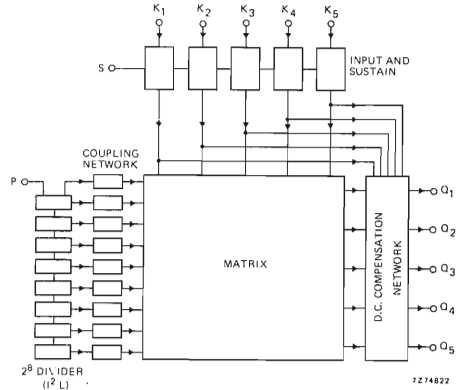 K1 K2 K3 K4 K5
S
INPUT AND
SUSTAIN
COUPLING
NETWORK
P
MATRIX
D.C. COMPENSATION
NETWORK
Q1
Q2
Q3
Q4
Q5
2⁸ DIVIDER
(I² L)
7Z74822